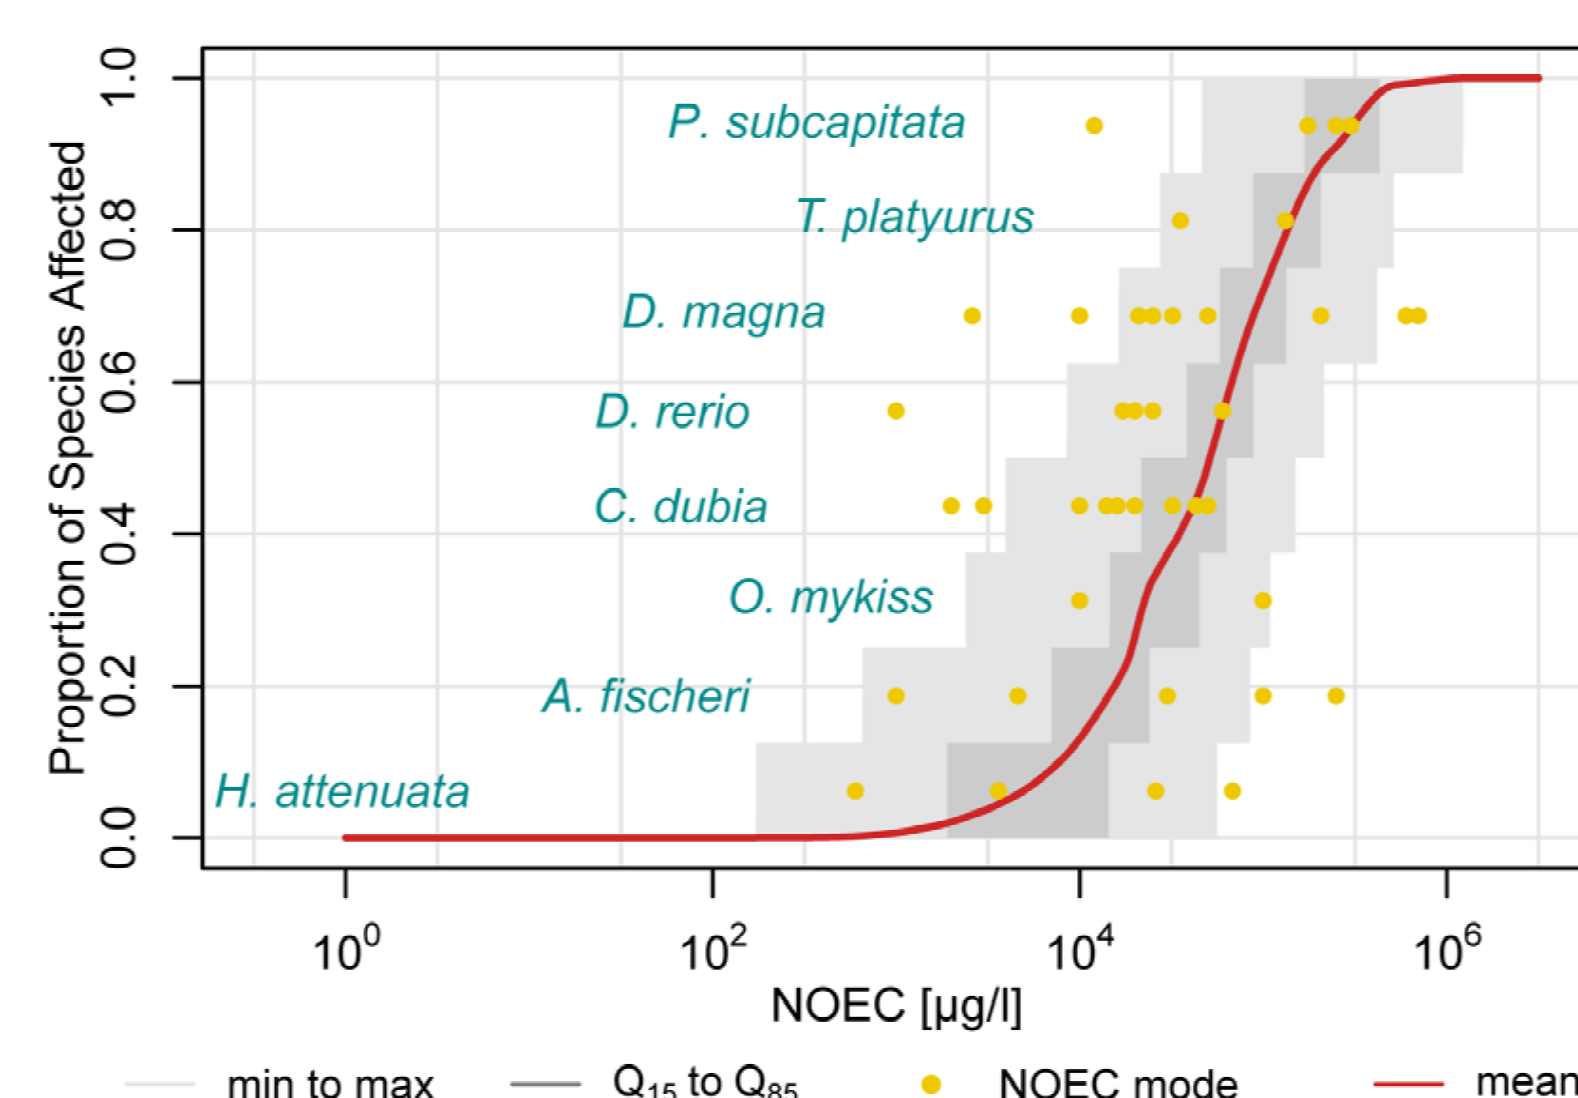 Proportion of Species Affected
1.0
0.8
0.6
0.4
0.2
0.0
P. subcapitata
T. platyurus
D. magna
D. rerio
C. dubia
O. mykiss
A. fischeri
H. attenuata
10⁰ 10² 10⁴ 10⁶
NOEC [µg/l]
min to max Q₁₅ to Q₈₅ NOEC mode mean